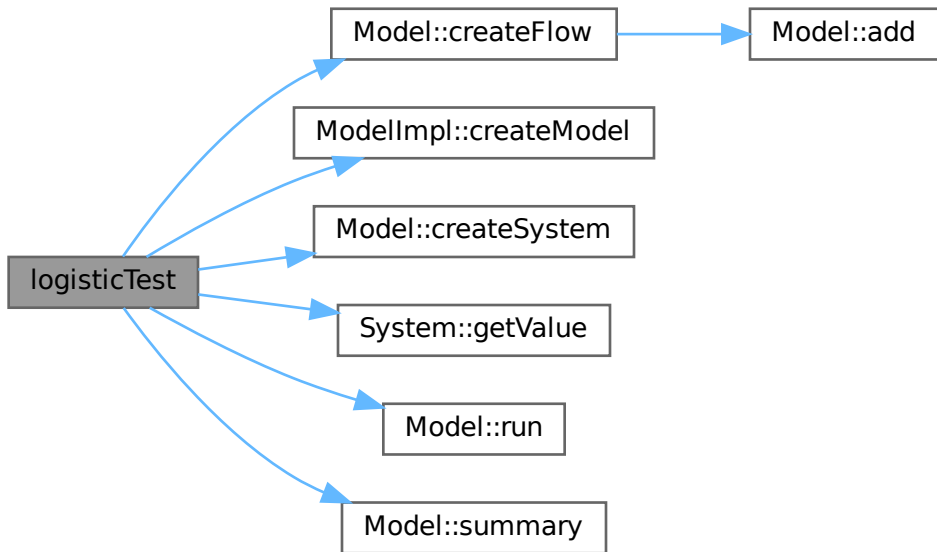 Model::createFlow
Model::add
ModelImpl::createModel
Model::createSystem
logisticTest
System::getValue
Model::run
Model::summary